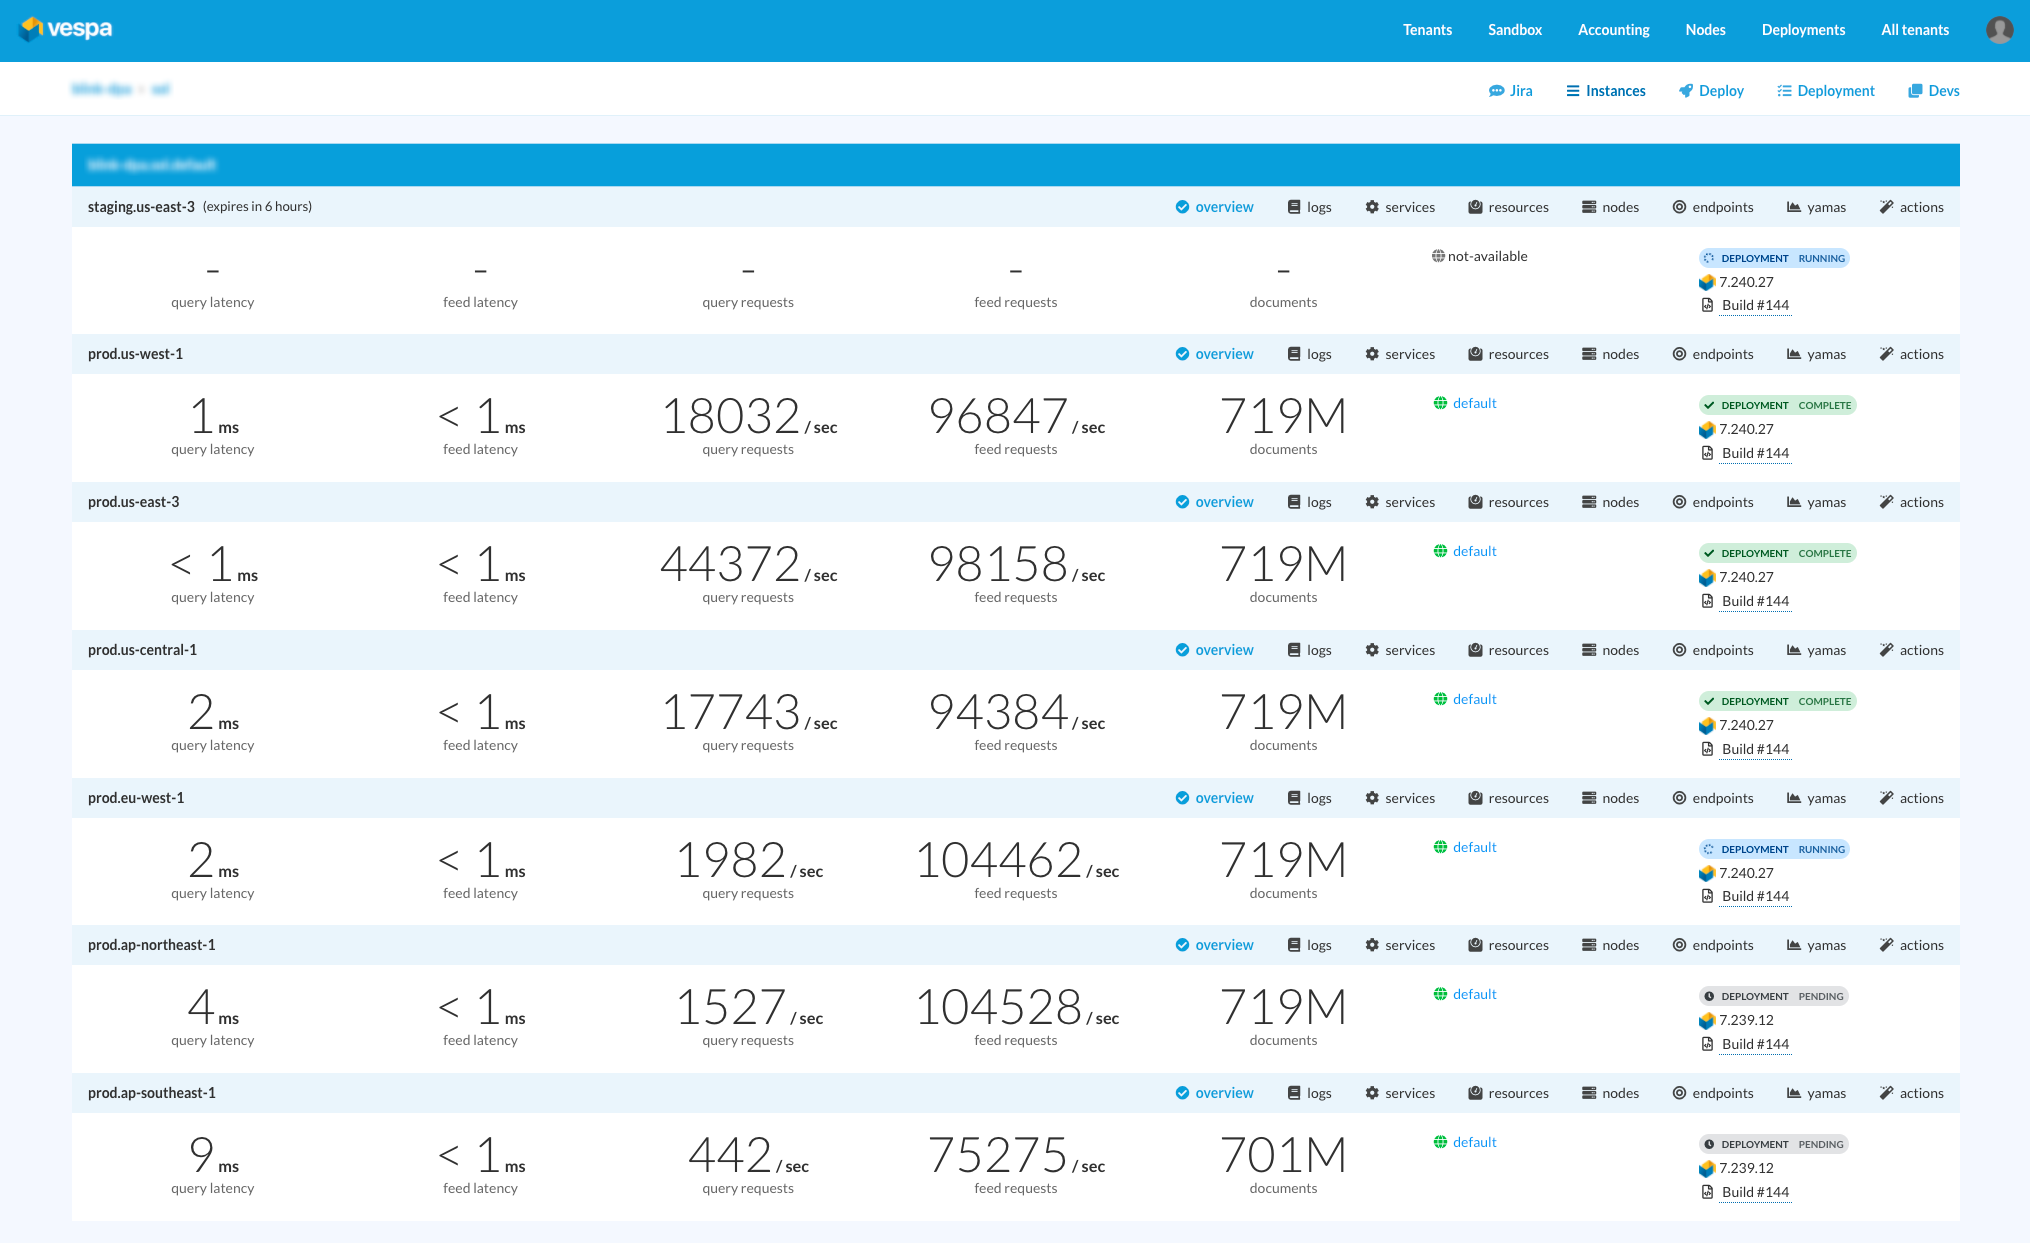 vespa
Tenants Sandbox Accounting Nodes Deployments All tenants
Jira Instances Deploy Deployment Devs
staging.us-east-3 (expires in 6 hours) overview logs services resources nodes endpoints yamas actions
– – – – – not-available DEPLOYMENT RUNNING
7.240.27
query latency feed latency query requests feed requests documents Build #144
prod.us-west-1 overview logs services resources nodes endpoints yamas actions
1 ms < 1 ms 18032 / sec 96847 / sec 719M default DEPLOYMENT COMPLETE
7.240.27
query latency feed latency query requests feed requests documents Build #144
prod.us-east-3 overview logs services resources nodes endpoints yamas actions
< 1 ms < 1 ms 44372 / sec 98158 / sec 719M default DEPLOYMENT COMPLETE
7.240.27
query latency feed latency query requests feed requests documents Build #144
prod.us-central-1 overview logs services resources nodes endpoints yamas actions
2 ms < 1 ms 17743 / sec 94384 / sec 719M default DEPLOYMENT COMPLETE
7.240.27
query latency feed latency query requests feed requests documents Build #144
prod.eu-west-1 overview logs services resources nodes endpoints yamas actions
2 ms < 1 ms 1982 / sec 104462 / sec 719M default DEPLOYMENT RUNNING
7.240.27
query latency feed latency query requests feed requests documents Build #144
prod.ap-northeast-1 overview logs services resources nodes endpoints yamas actions
4 ms < 1 ms 1527 / sec 104528 / sec 719M default DEPLOYMENT PENDING
7.239.12
query latency feed latency query requests feed requests documents Build #144
prod.ap-southeast-1 overview logs services resources nodes endpoints yamas actions
9 ms < 1 ms 442 / sec 75275 / sec 701M default DEPLOYMENT PENDING
7.239.12
query latency feed latency query requests feed requests documents Build #144